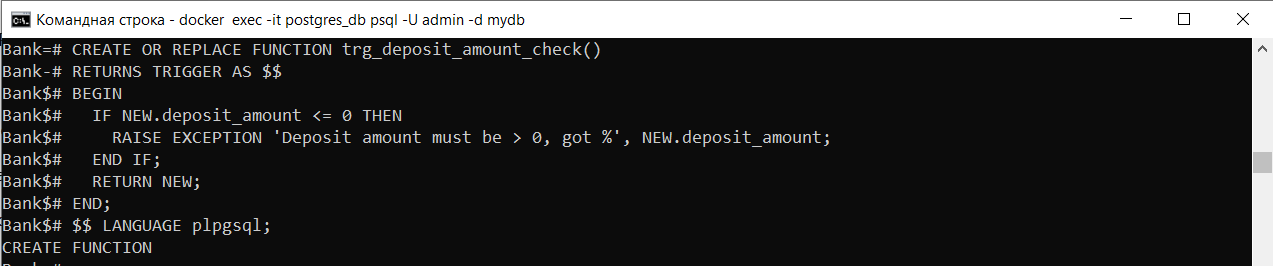 Командная строка - docker exec -it postgres_db psql -U admin -d mydb
Bank=# CREATE OR REPLACE FUNCTION trg_deposit_amount_check()
Bank-# RETURNS TRIGGER AS $$
Bank$# BEGIN
Bank$#   IF NEW.deposit_amount <= 0 THEN
Bank$#     RAISE EXCEPTION 'Deposit amount must be > 0, got %', NEW.deposit_amount;
Bank$#   END IF;
Bank$#   RETURN NEW;
Bank$# END;
Bank$# $$ LANGUAGE plpgsql;
CREATE FUNCTION